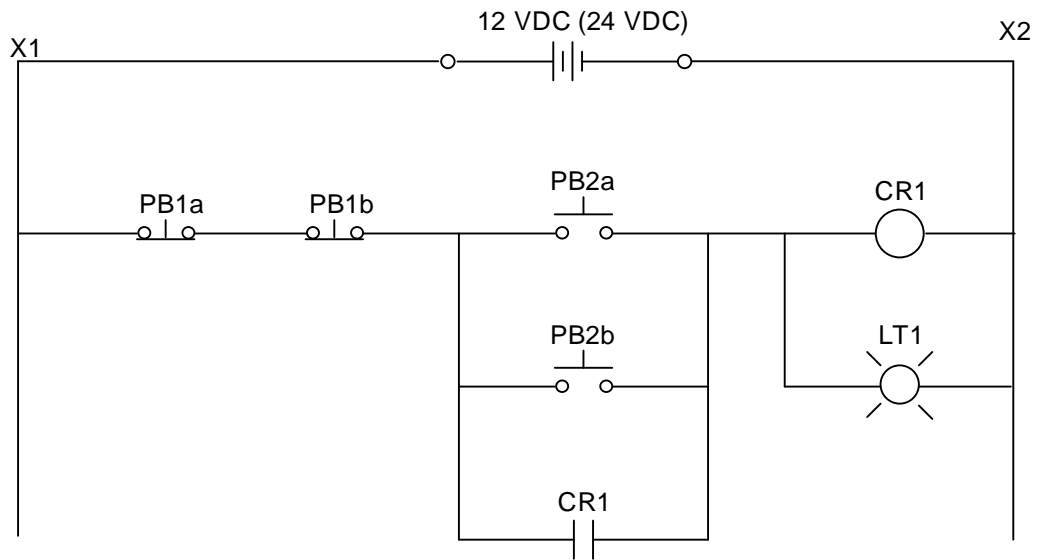 12 VDC (24 VDC)
X1
X2
PB1a
PB1b
PB2a
CR1
PB2b
LT1
CR1